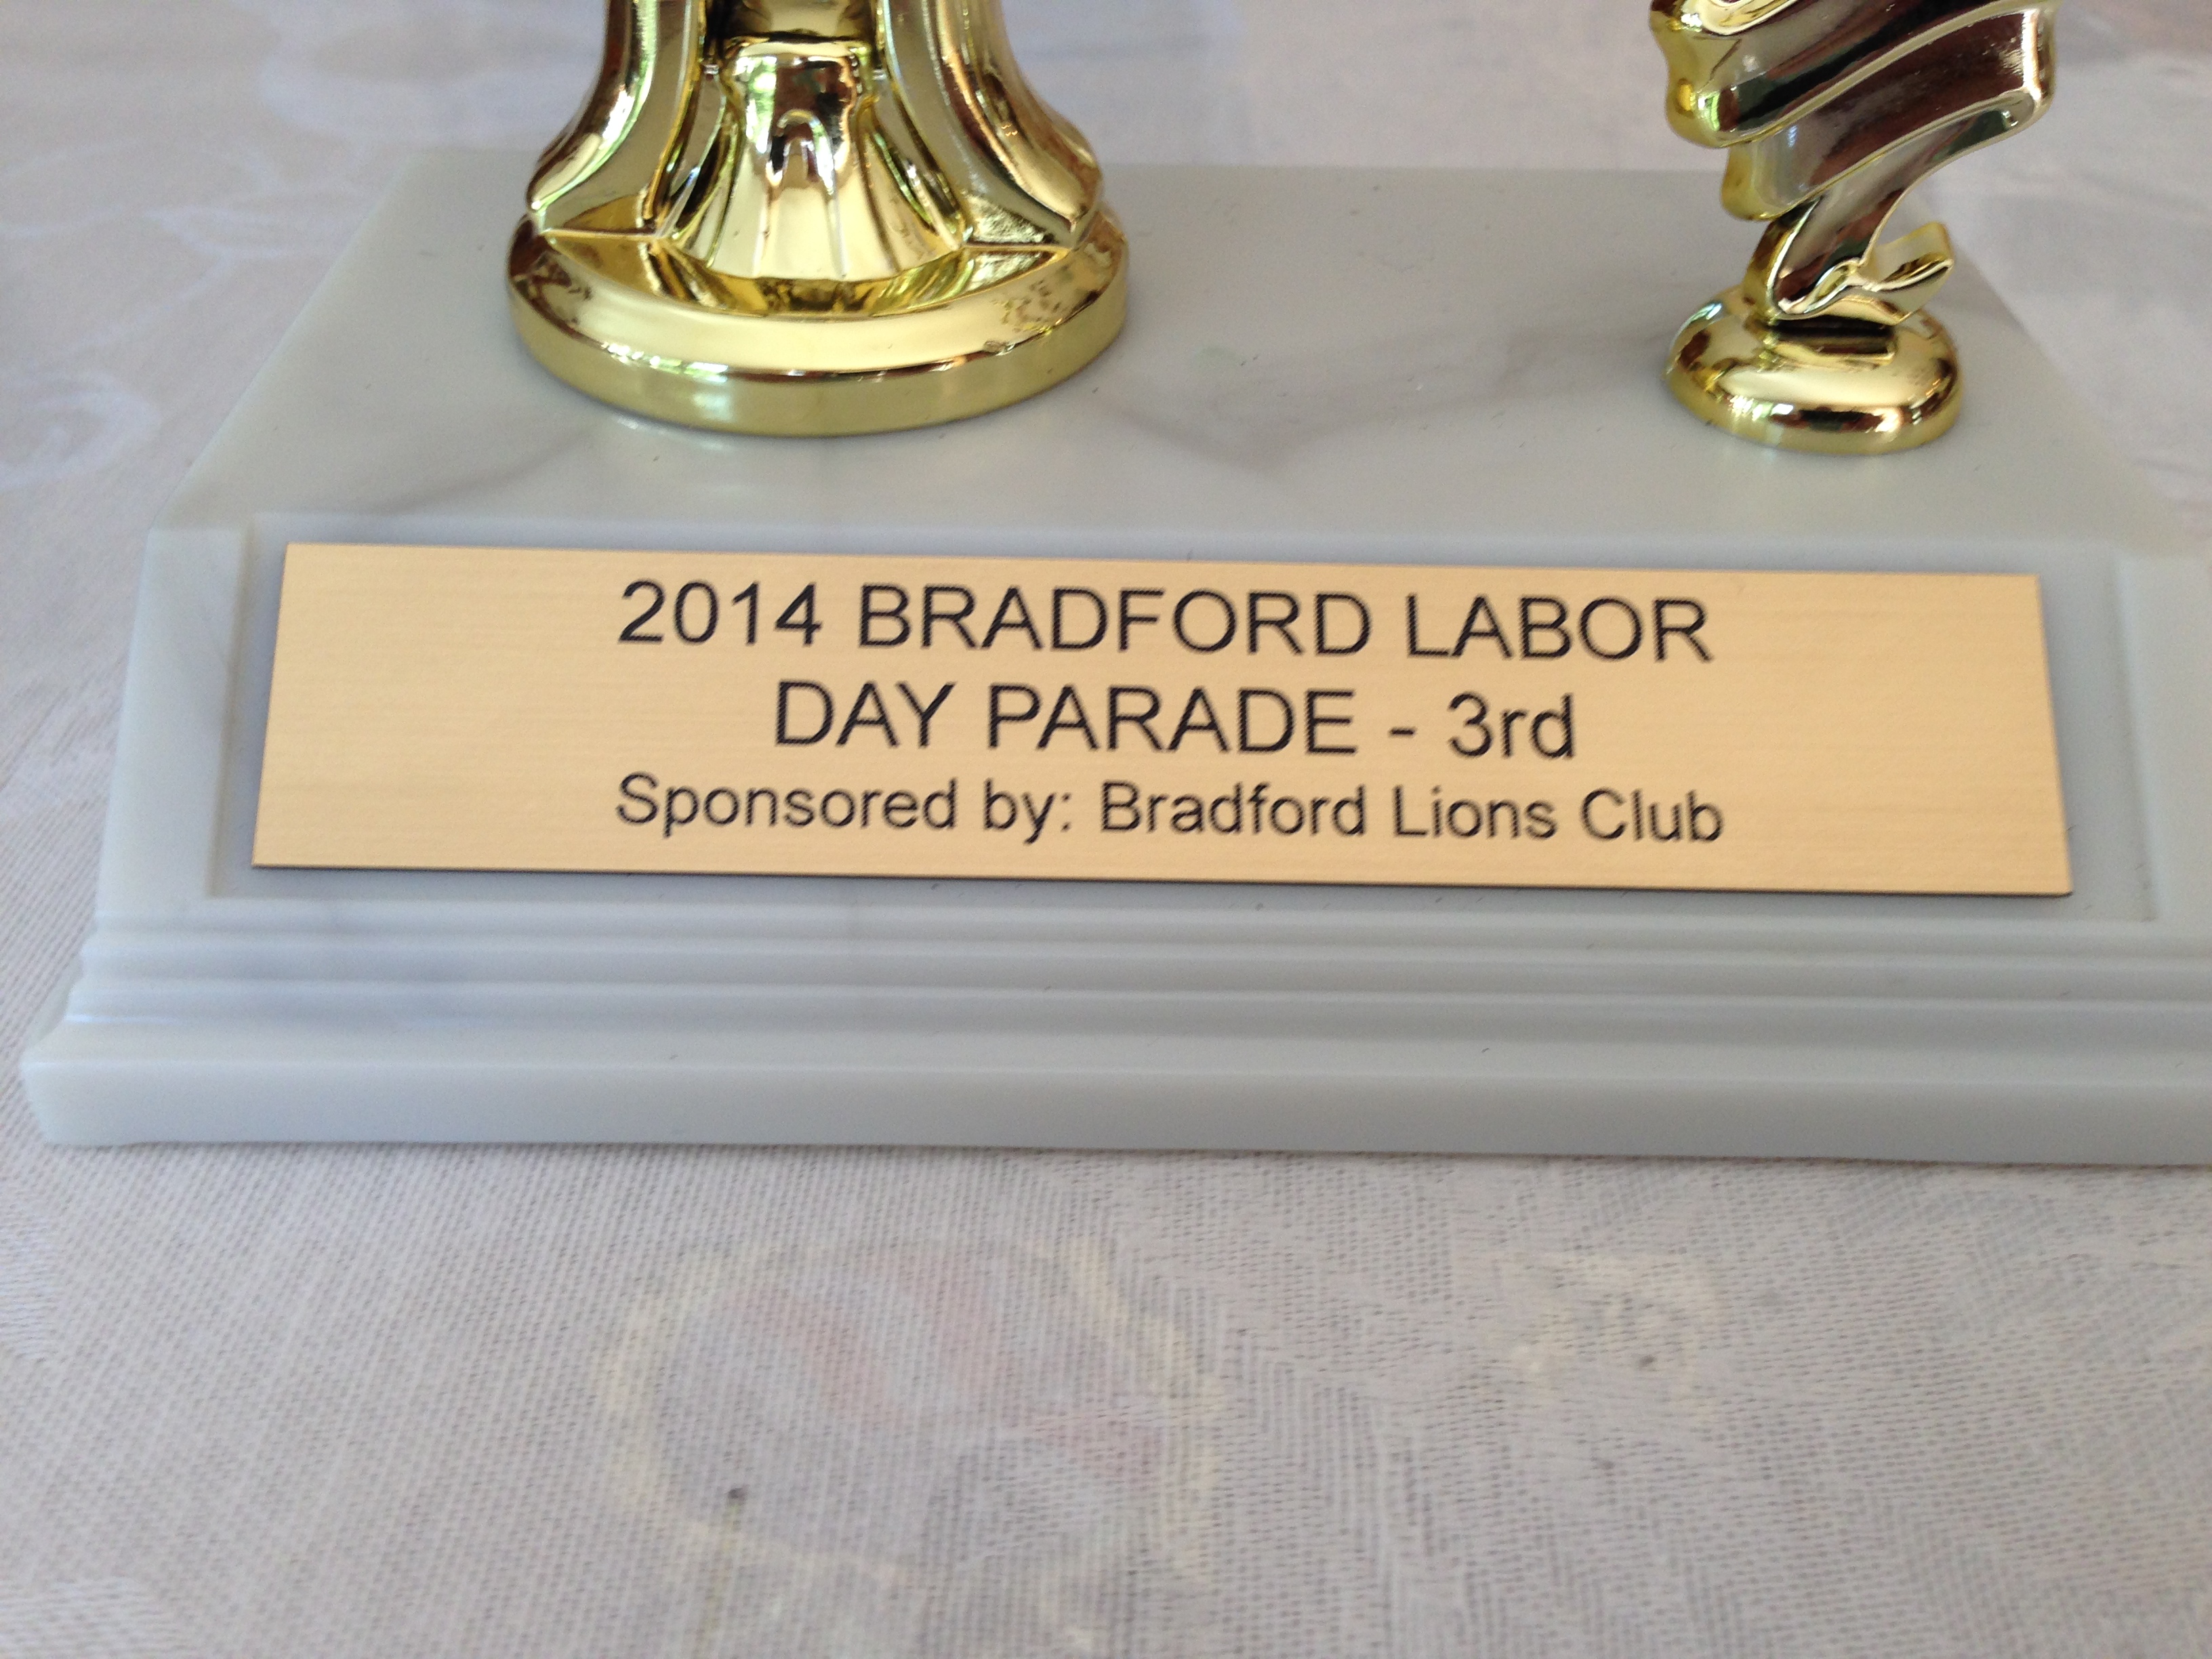 2014 BRADFORD LABOR
DAY PARADE - 3rd
Sponsored by: Bradford Lions Club